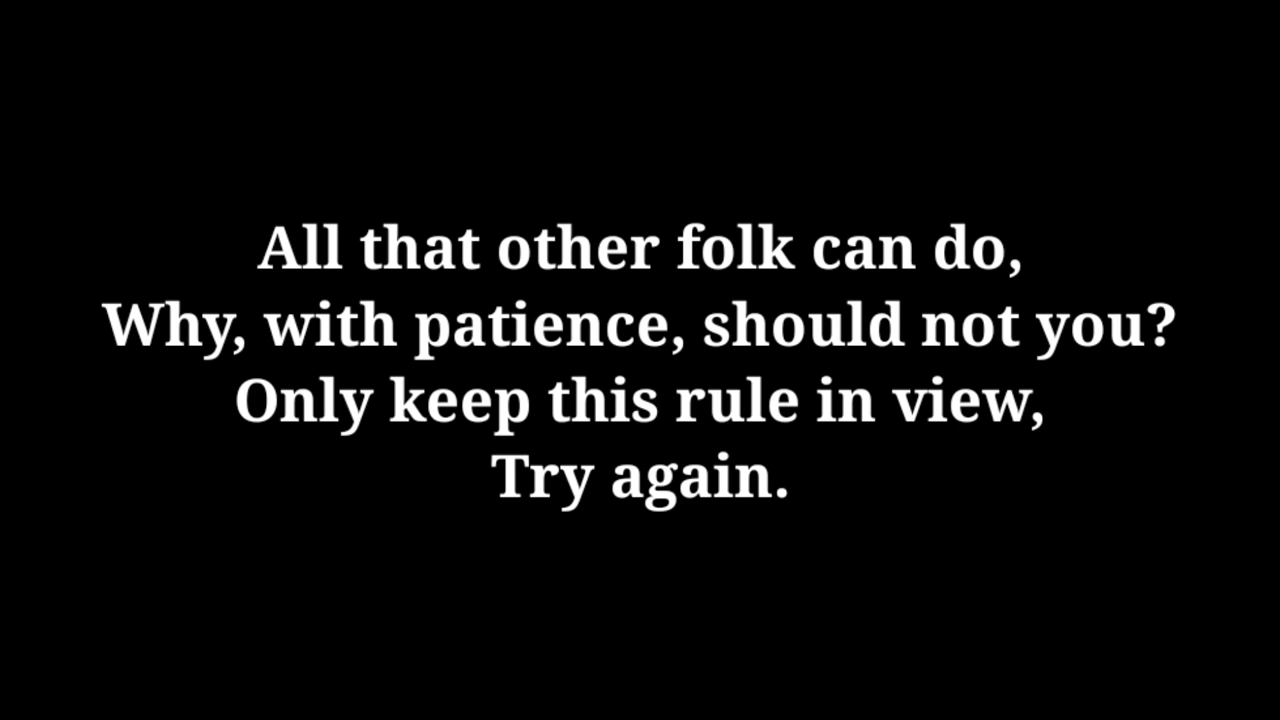 All that other folk can do,
Why, with patience, should not you?
Only keep this rule in view,
Try again.